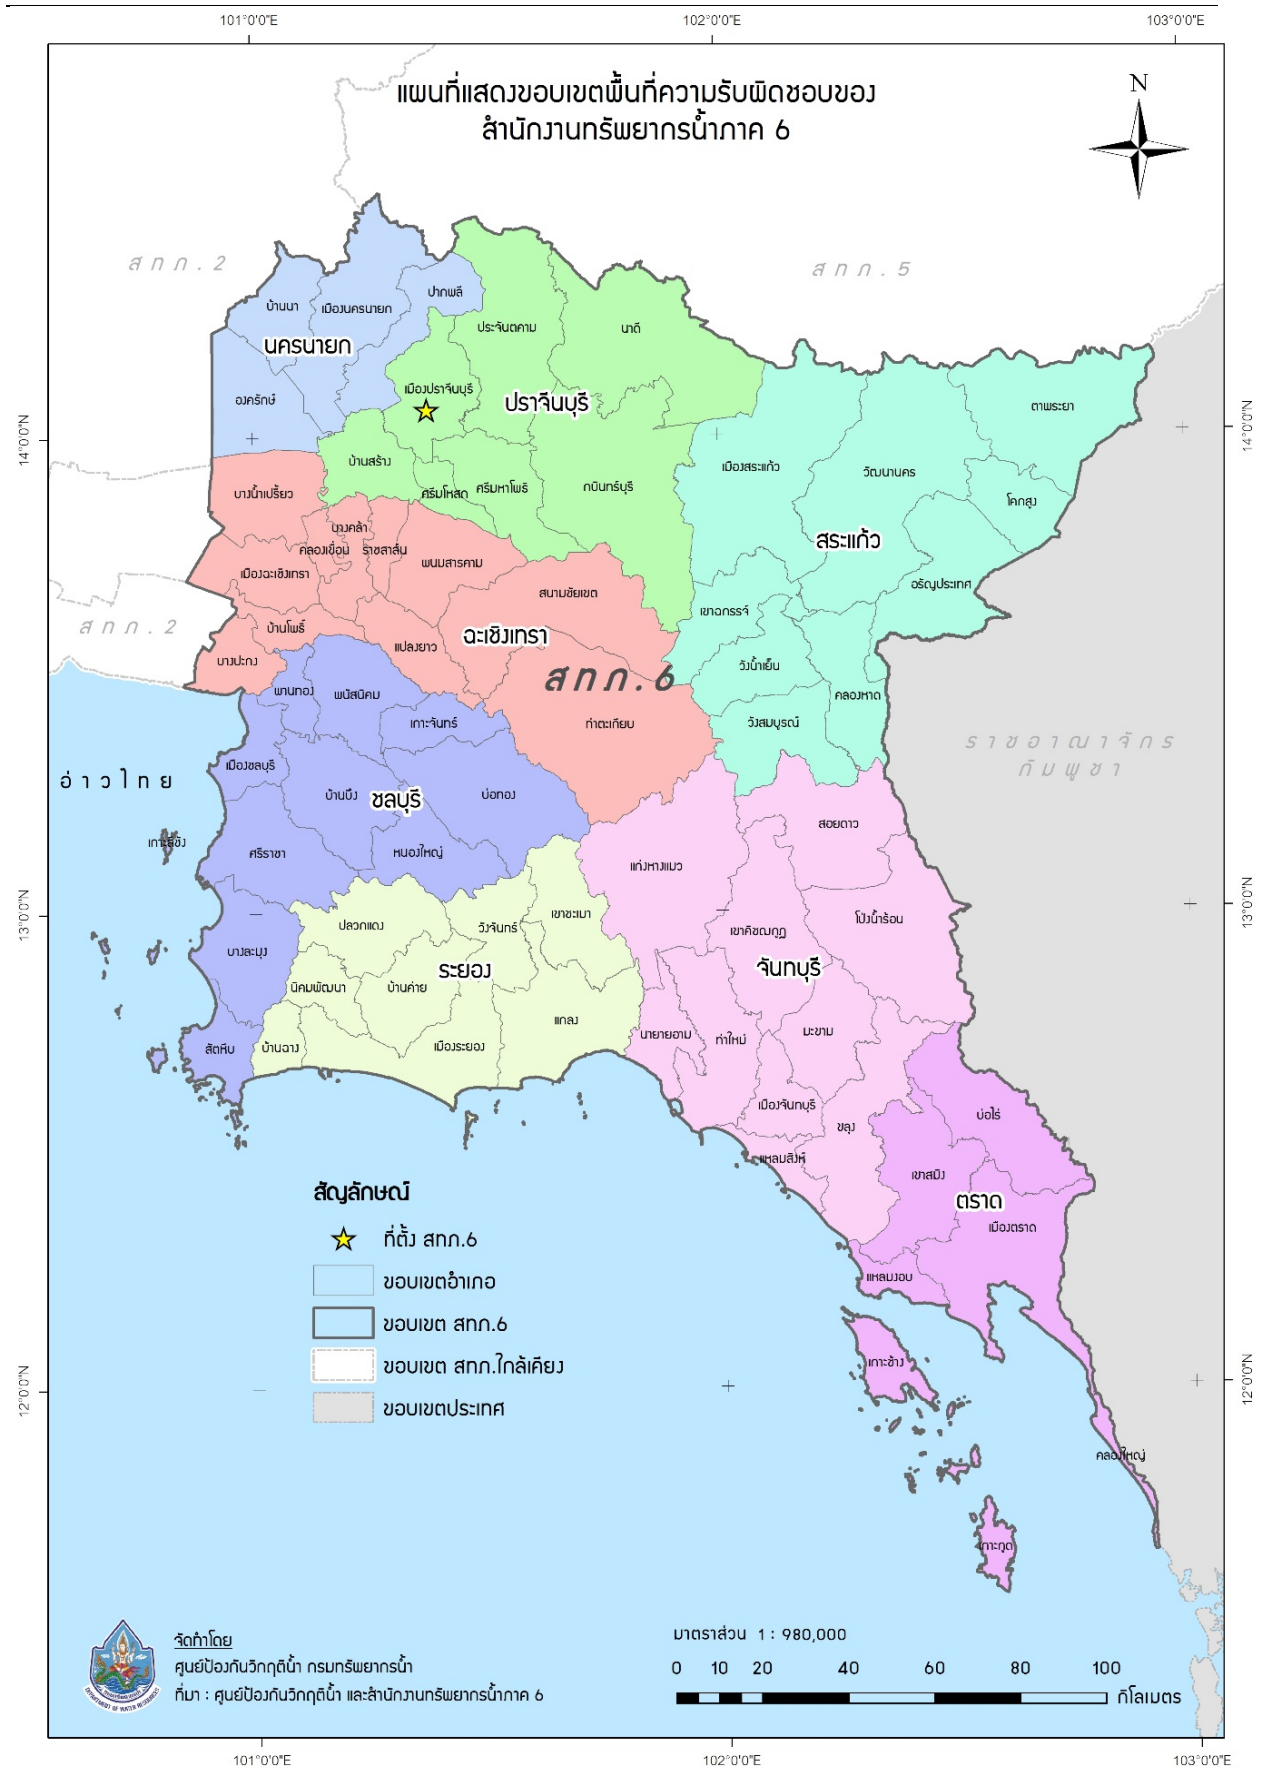 101°0'0"E 102°0'0"E 103°0'0"E
แผนที่แสดงขอบเขตพื้นที่ความรับผิดชอบของ
สำนักงานทรัพยากรน้ำภาค 6
N
สทภ.2
สทภ.5
ปากพลี
บ้านนา
เมืองนครนายก
นครนายก
ประจันตคาม
นาดี
องครักษ์
เมืองปราจีนบุรี
ปราจีนบุรี
ตาพระยา
14°0'0"N
14°0'0"N
บ้านสร้าง
เมืองสระแก้ว
วัฒนานคร
บางน้ำเปรี้ยว
ศรีมโหสถ
ศรีมหาโพธิ
กบินทร์บุรี
โคกสูง
บางคล้า
คลองเขื่อน
ราชสาส์น
สระแก้ว
เมืองฉะเชิงเทรา
พนมสารคาม
สนามชัยเขต
อรัญประเทศ
เขาฉกรรจ์
สทภ.2
บ้านโพธิ์
แปลงยาว
ฉะเชิงเทรา
บางปะกง
วังน้ำเย็น
สทภ.6
พานทอง
พนัสนิคม
คลองหาด
เกาะจันทร์
ท่าตะเกียบ
วังสมบูรณ์
ราชอาณาจักร
กัมพูชา
อ่าวไทย
เมืองชลบุรี
บ้านบึง
ชลบุรี
บ่อทอง
เกาะสีชัง
ศรีราชา
หนองใหญ่
สอยดาว
แก่งหางแมว
13°0'0"N
13°0'0"N
ปลวกแดง
วังจันทร์
เขาชะเมา
เขาคิชฌกูฏ
โป่งน้ำร้อน
บางละมุง
ระยอง
จันทบุรี
นิคมพัฒนา
บ้านค่าย
แกลง
สัตหีบ
บ้านฉาง
เมืองระยอง
นายายอาม
ท่าใหม่
มะขาม
เมืองจันทบุรี
ขลุง
บ่อไร่
แหลมสิงห์
เขาสมิง
ตราด
เมืองตราด
แหลมงอบ
สัญลักษณ์
ที่ตั้ง สทภ.6
ขอบเขตอำเภอ
ขอบเขต สทภ.6
ขอบเขต สทภ.ใกล้เคียง
ขอบเขตประเทศ
เกาะช้าง
12°0'0"N
12°0'0"N
คลองใหญ่
เกาะกูด
จัดทำโดย
ศูนย์ป้องกันวิกฤติน้ำ กรมทรัพยากรน้ำ
ที่มา : ศูนย์ป้องกันวิกฤติน้ำ และสำนักงานทรัพยากรน้ำภาค 6
มาตราส่วน 1 : 980,000
0 10 20 40 60 80 100
กิโลเมตร
101°0'0"E 102°0'0"E 103°0'0"E